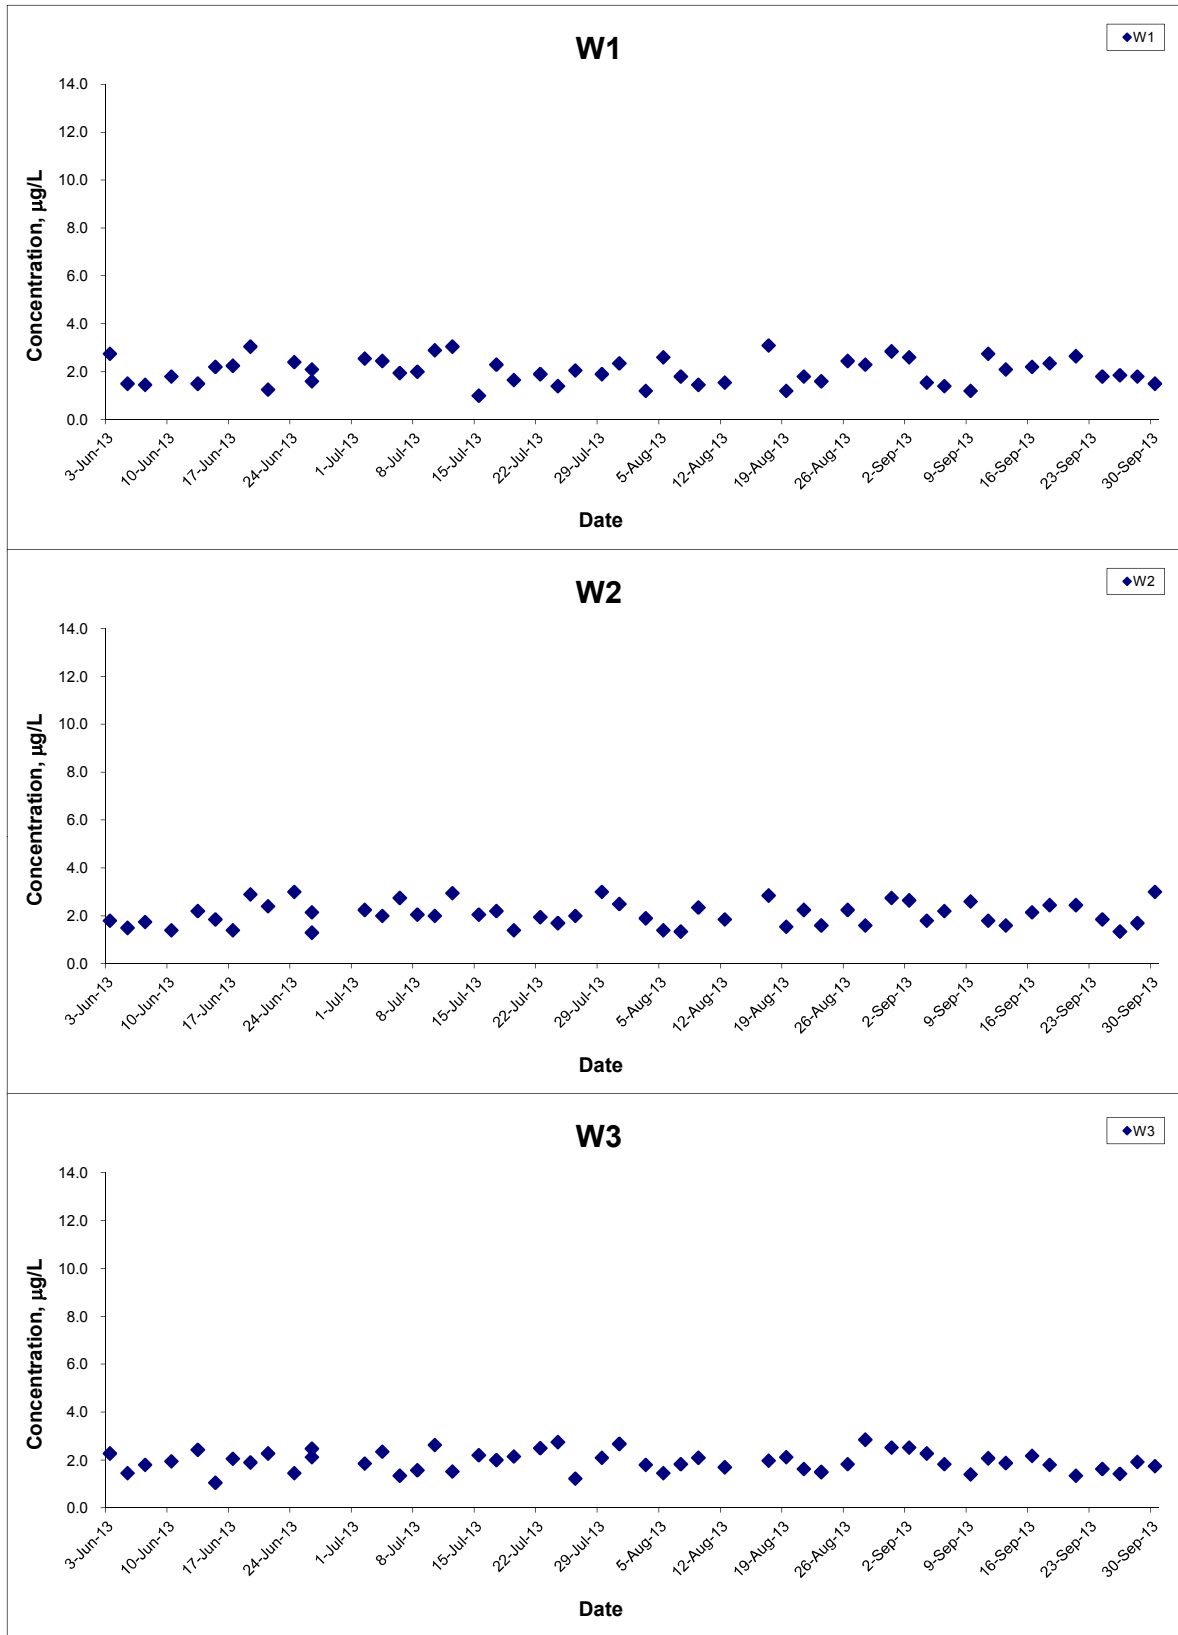 W1
W1
14.0
12.0
10.0
8.0
6.0
4.0
2.0
0.0
Concentration, µg/L
3-Jun-13
10-Jun-13
17-Jun-13
24-Jun-13
1-Jul-13
8-Jul-13
15-Jul-13
22-Jul-13
29-Jul-13
5-Aug-13
12-Aug-13
19-Aug-13
26-Aug-13
2-Sep-13
9-Sep-13
16-Sep-13
23-Sep-13
30-Sep-13
Date
W2
W2
14.0
12.0
10.0
8.0
6.0
4.0
2.0
0.0
Concentration, µg/L
3-Jun-13
10-Jun-13
17-Jun-13
24-Jun-13
1-Jul-13
8-Jul-13
15-Jul-13
22-Jul-13
29-Jul-13
5-Aug-13
12-Aug-13
19-Aug-13
26-Aug-13
2-Sep-13
9-Sep-13
16-Sep-13
23-Sep-13
30-Sep-13
Date
W3
W3
14.0
12.0
10.0
8.0
6.0
4.0
2.0
0.0
Concentration, µg/L
3-Jun-13
10-Jun-13
17-Jun-13
24-Jun-13
1-Jul-13
8-Jul-13
15-Jul-13
22-Jul-13
29-Jul-13
5-Aug-13
12-Aug-13
19-Aug-13
26-Aug-13
2-Sep-13
9-Sep-13
16-Sep-13
23-Sep-13
30-Sep-13
Date